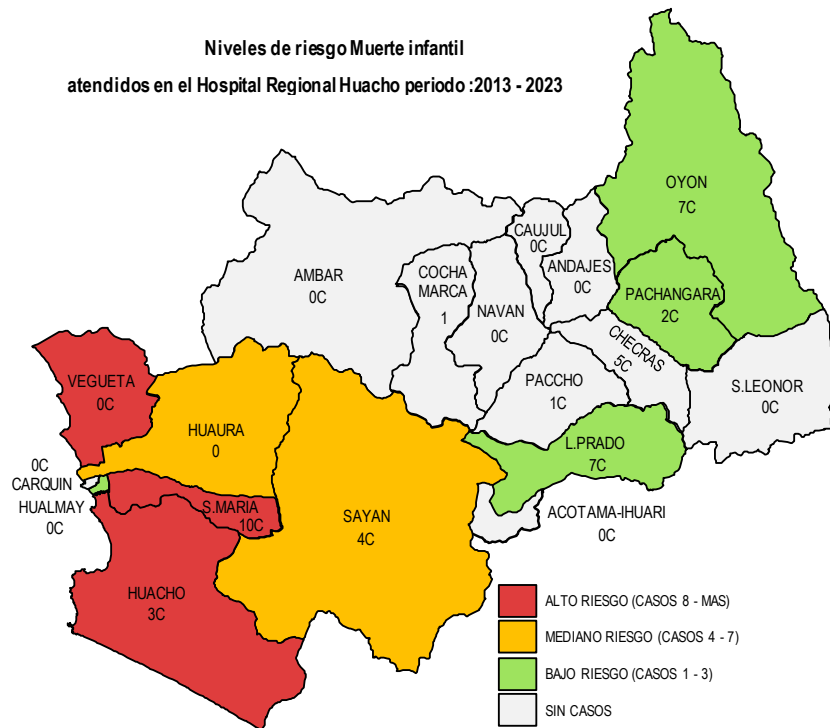 Niveles de riesgo Muerte infantil
atendidos en el Hospital Regional Huacho periodo :2013 - 2023
OYON
7C
CAUJUL
0C
ANDAJES
0C
AMBAR
0C
COCHA
MARCA
1
NAVAN
0C
PACHANGARA
2C
CHECRAS
5C
VEGUETA
0C
PACCHO
1C
S.LEONOR
0C
HUAURA
0
L.PRADO
7C
0C
CARQUIN
HUALMAY
0C
S.MARIA
10C
SAYAN
4C
ACOTAMA-IHUARI
0C
HUACHO
3C
ALTO RIESGO (CASOS 8 - MAS)
MEDIANO RIESGO (CASOS 4 - 7)
BAJO RIESGO (CASOS 1 - 3)
SIN CASOS